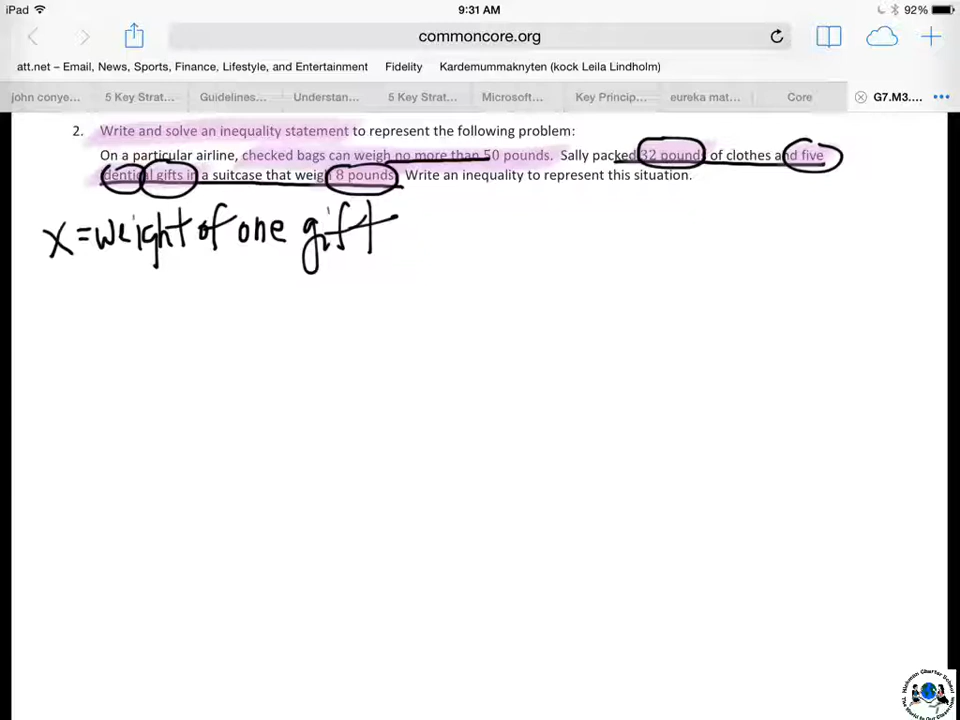 iPad 9:31 AM 92%
commoncore.org
att.net – Email, News, Sports, Finance, Lifestyle, and Entertainment Fidelity Kardemummaknyten (kock Leila Lindholm)
john conye... 5 Key Strat... Guidelines... Understan... 5 Key Strat... Microsoft... Key Princip... eureka mat... Core G7.M3....
2. Write and solve an inequality statement to represent the following problem:
On a particular airline, checked bags can weigh no more than 50 pounds. Sally packed 32 pounds of clothes and five
identical gifts in a suitcase that weigh 8 pounds. Write an inequality to represent this situation.
x=weight of one gift